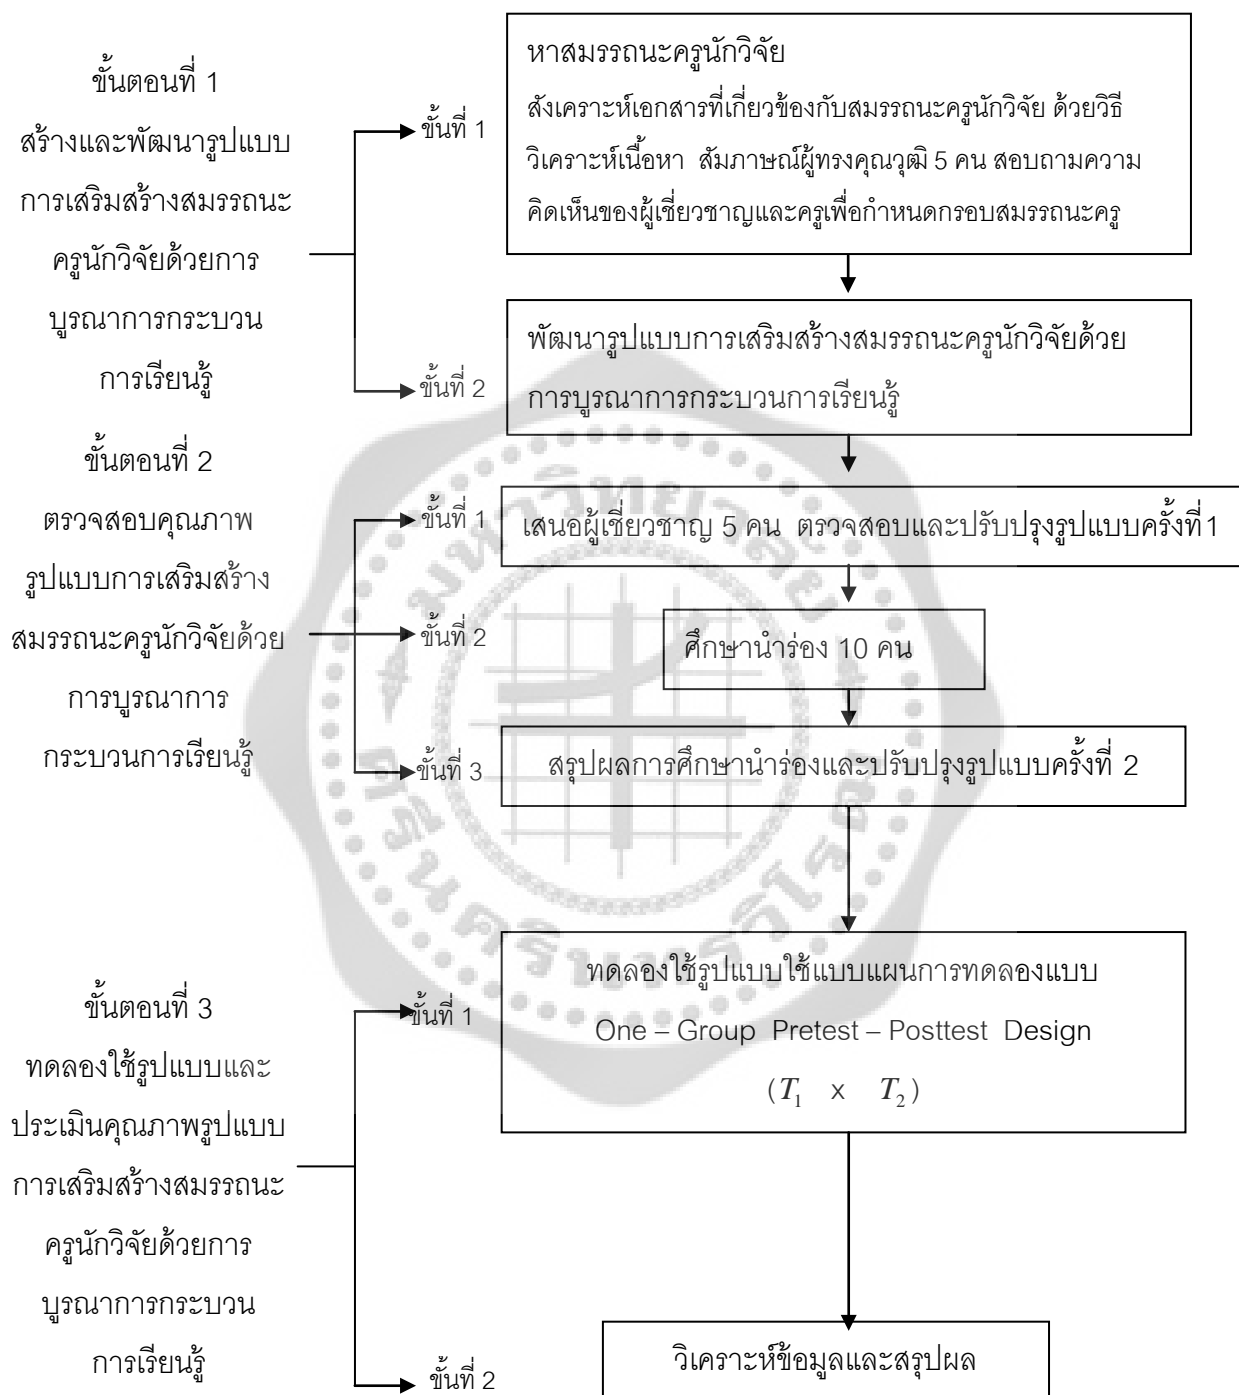 ขั้นตอนที่ 1
สร้างและพัฒนารูปแบบ
การเสริมสร้างสมรรถนะ
ครูนักวิจัยด้วยการ
บูรณาการกระบวน
การเรียนรู้
ขั้นที่ 1
หาสมรรถนะครูนักวิจัย
สังเคราะห์เอกสารที่เกี่ยวข้องกับสมรรถนะครูนักวิจัย ด้วยวิธี
วิเคราะห์เนื้อหา สัมภาษณ์ผู้ทรงคุณวุฒิ 5 คน สอบถามความ
คิดเห็นของผู้เชี่ยวชาญและครูเพื่อกำหนดกรอบสมรรถนะครู
ขั้นที่ 2
พัฒนารูปแบบการเสริมสร้างสมรรถนะครูนักวิจัยด้วย
การบูรณาการกระบวนการเรียนรู้
ขั้นตอนที่ 2
ตรวจสอบคุณภาพ
รูปแบบการเสริมสร้าง
สมรรถนะครูนักวิจัยด้วย
การบูรณาการ
กระบวนการเรียนรู้
ขั้นที่ 1
เสนอผู้เชี่ยวชาญ 5 คน ตรวจสอบและปรับปรุงรูปแบบครั้งที่1
ขั้นที่ 2
ศึกษานำร่อง 10 คน
ขั้นที่ 3
สรุปผลการศึกษานำร่องและปรับปรุงรูปแบบครั้งที่ 2
ขั้นตอนที่ 3
ทดลองใช้รูปแบบและ
ประเมินคุณภาพรูปแบบ
การเสริมสร้างสมรรถนะ
ครูนักวิจัยด้วยการ
บูรณาการกระบวน
การเรียนรู้
ขั้นที่ 1
ทดลองใช้รูปแบบใช้แบบแผนการทดลองแบบ
One – Group Pretest – Posttest Design
(T₁ x T₂)
ขั้นที่ 2
วิเคราะห์ข้อมูลและสรุปผล
มหาวิทยาลัย
ศรีนครินทรวิโรฒ